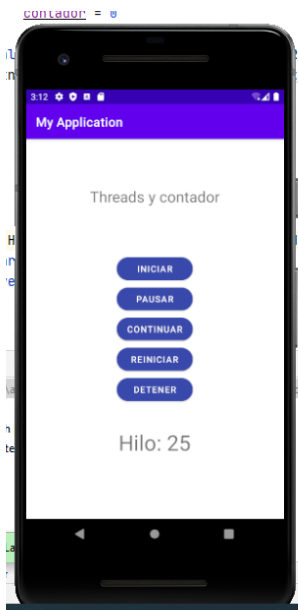 contador = 0
3:12
My Application
Threads y contador
INICIAR
PAUSAR
CONTINUAR
REINICIAR
DETENER
Hilo: 25